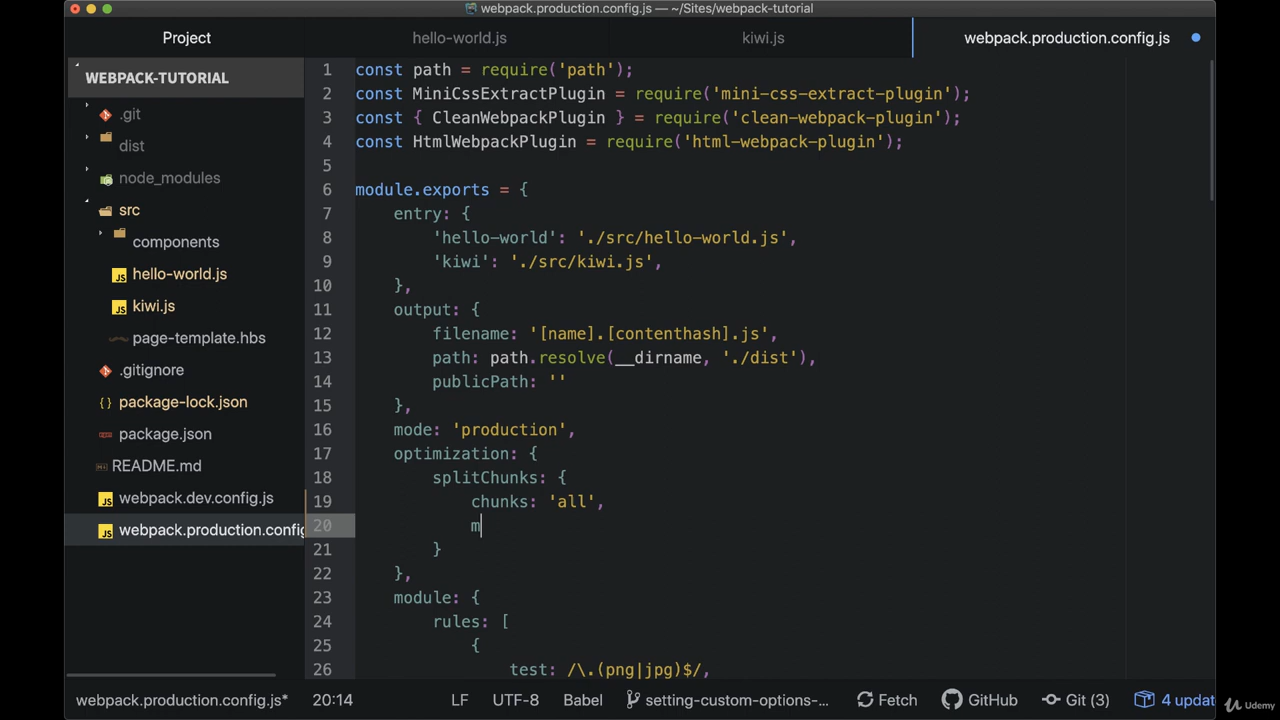 webpack.production.config.js — ~/Sites/webpack-tutorial
Project
hello-world.js
kiwi.js
webpack.production.config.js
WEBPACK-TUTORIAL
.git
dist
node_modules
src
components
hello-world.js
kiwi.js
page-template.hbs
.gitignore
package-lock.json
package.json
README.md
webpack.dev.config.js
webpack.production.config
1 const path = require('path');
2 const MiniCssExtractPlugin = require('mini-css-extract-plugin');
3 const { CleanWebpackPlugin } = require('clean-webpack-plugin');
4 const HtmlWebpackPlugin = require('html-webpack-plugin');
5
6 module.exports = {
7 entry: {
8 'hello-world': './src/hello-world.js',
9 'kiwi': './src/kiwi.js',
10 },
11 output: {
12 filename: '[name].[contenthash].js',
13 path: path.resolve(__dirname, './dist'),
14 publicPath: ''
15 },
16 mode: 'production',
17 optimization: {
18 splitChunks: {
19 chunks: 'all',
20 m
21 }
22 },
23 module: {
24 rules: [
25 {
26 test: /\.(png|jpg)$/,
webpack.production.config.js* 20:14 LF UTF-8 Babel setting-custom-options-... Fetch GitHub Git (3) 4 updat
Udemy